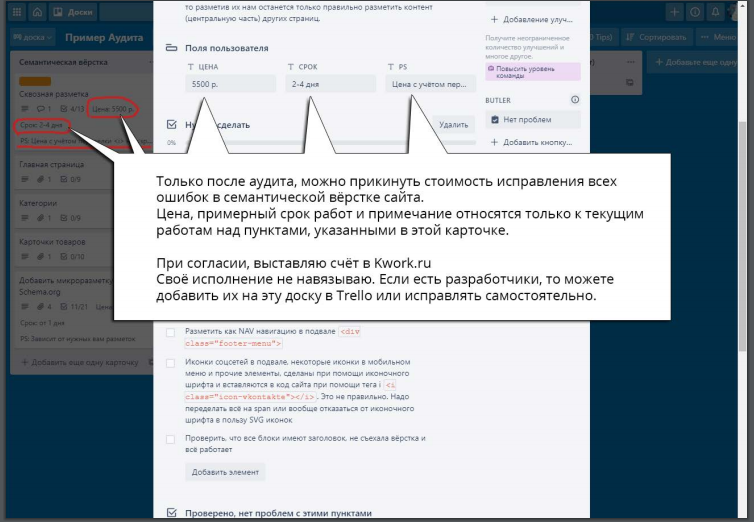 Доски
доска
Пример Аудита
Tips)
Сортировать
Меню
то разметив их нам останется только правильно разметить контент
(центральную часть) других страниц.
+ Добавление улуч...
Получите неограниченное
количество улучшений и
многое другое.
Повысить уровень
команды
Поля пользователя
T ЦЕНА
T СРОК
T PS
5500 р.
2-4 дня
Цена с учётом пер...
BUTLER
Нет проблем
+ Добавить кнопку...
сделать
Удалить
0%
Семантическая вёрстка
+ Добавьте еще одну
Сквозная разметка
1
4/13
Цена: 5500 р.
Срок: 2-4 дня
PS: Цена с учётом
Главная страница
1
0/9
Категории
1
0/9
Карточки товаров
1
0/10
Добавить микроразметку
Schema.org
4
11/21
Срок: от 1 дня
PS: Зависит от нужных вам разметок
+ Добавить еще одну карточку
Только после аудита, можно прикинуть стоимость исправления всех
ошибок в семантической вёрстке сайта.
Цена, примерный срок работ и примечание относятся только к текущим
работам над пунктами, указанными в этой карточке.
При согласии, выставляю счёт в Kwork.ru
Своё исполнение не навязываю. Если есть разработчики, то можете
добавить их на эту доску в Trello или исправлять самостоятельно.
Разметить как NAV навигацию в подвале <div
class="footer-menu">
Иконки соцсетей в подвале, некоторые иконки в мобильном
меню и прочие элементы, сделаны при помощи иконочного
шрифта и вставляются в код сайта при помощи тега i <i
class="icon-vkontakte"></i>. Это не правильно. Надо
переделать всё на span или вообще отказаться от иконочного
шрифта в пользу SVG иконок
Проверить, что все блоки имеют заголовок, не съехала вёрстка и
всё работает
Добавить элемент
Проверено, нет проблем с этими пунктами